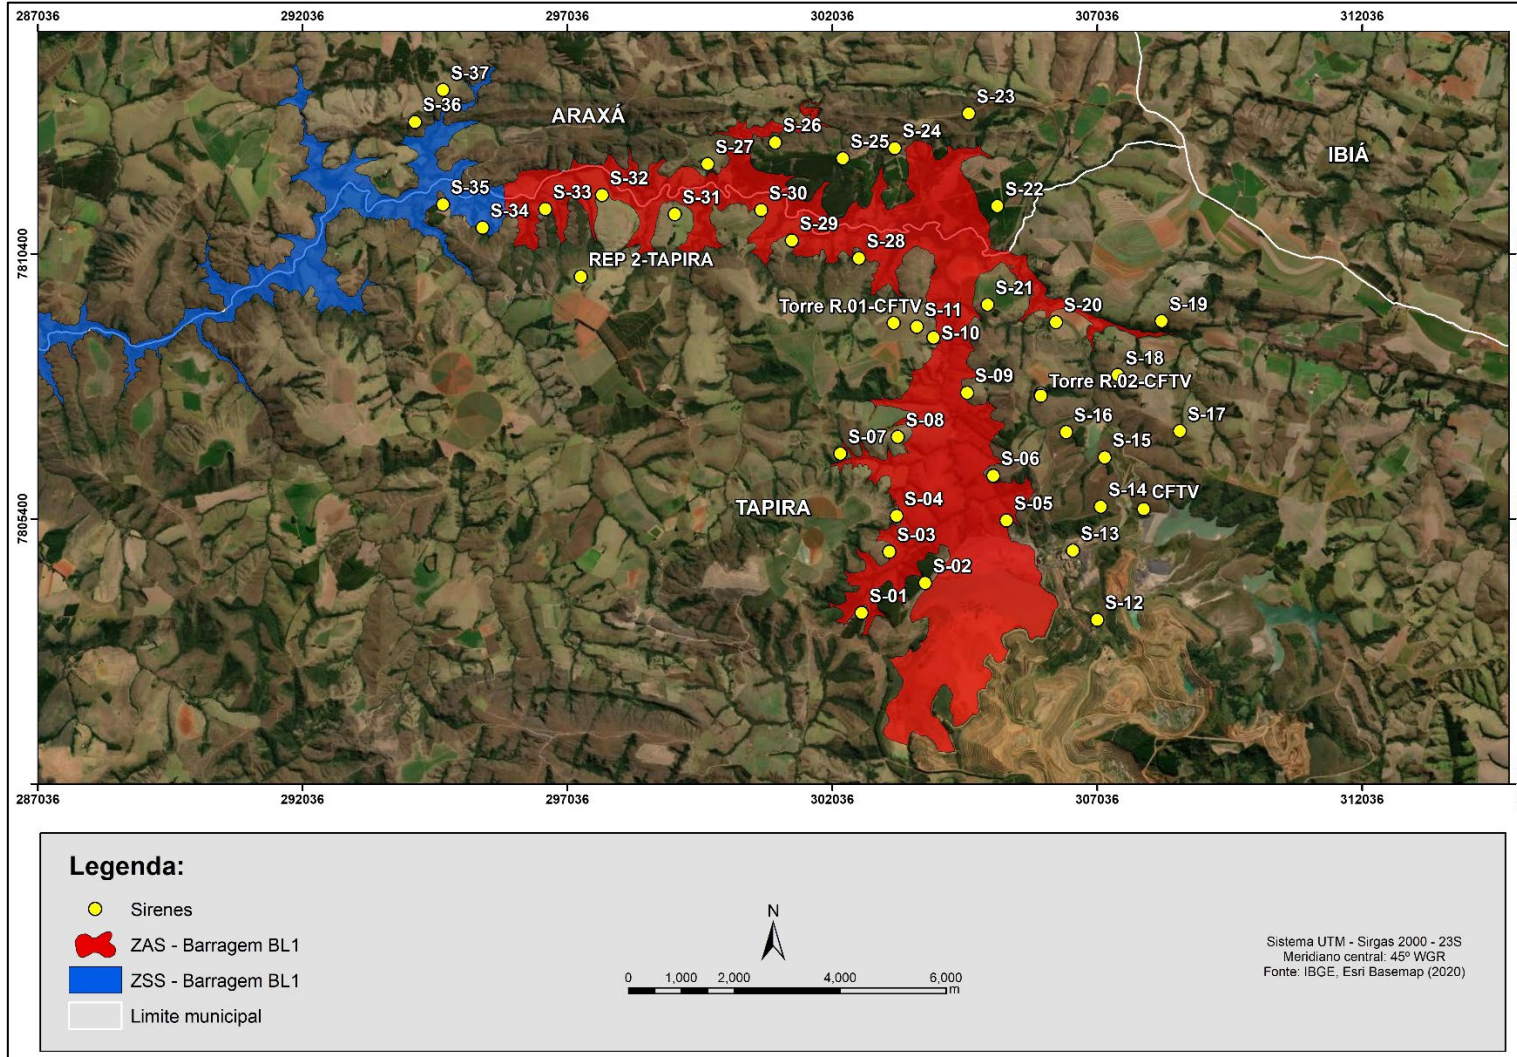 287036
292036
297036
302036
307036
312036
S-37
S-36
ARAXÁ
S-23
S-26
S-25
S-24
S-27
IBIÁ
S-35
S-34
S-33
S-32
S-31
S-30
S-22
S-29
S-28
7810400
REP 2-TAPIRA
S-21
Torre R.01-CFTV
S-11
S-10
S-20
S-19
S-18
S-09
Torre R.02-CFTV
S-08
S-07
S-16
S-17
S-15
S-06
TAPIRA
S-04
S-05
S-14
CFTV
7805400
S-03
S-13
S-02
S-01
S-12
287036
292036
297036
302036
307036
312036
Legenda:
Sirenes
ZAS - Barragem BL1
ZSS - Barragem BL1
Limite municipal
N
0 1,000 2,000 4,000 6,000
m
Sistema UTM - Sirgas 2000 - 23S
Meridiano central: 45º WGR
Fonte: IBGE, Esri Basemap (2020)